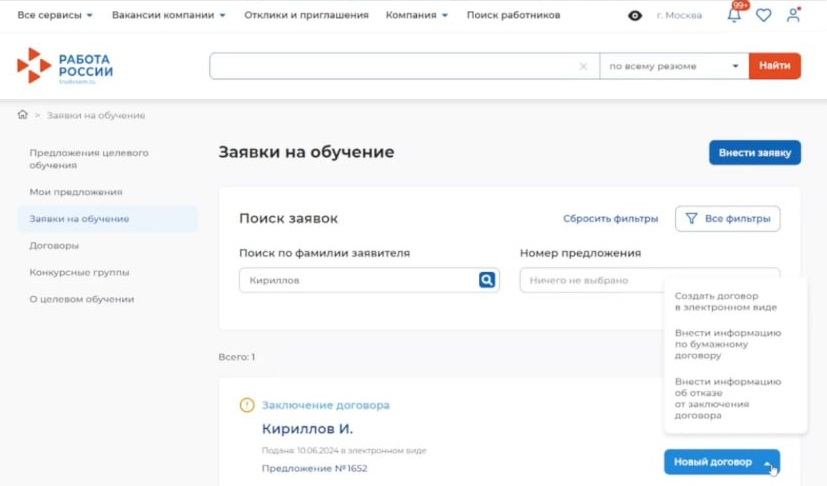 Все сервисы Вакансии компании Отклики и приглашения Компания Поиск работников г. Москва 99+
РАБОТА
РОССИИ
trudvsem.ru
по всему резюме Найти
> Заявки на обучение
Предложения целевого
обучения
Мои предложения
Заявки на обучение
Договоры
Конкурсные группы
О целевом обучении
Заявки на обучение Внести заявку
Поиск заявок Сбросить фильтры Все фильтры
Поиск по фамилии заявителя Номер предложения
Кириллов Ничего не выбрано
Создать договор
в электронном виде
Внести информацию
по бумажному
договору
Внести информацию
об отказе
от заключения
договора
Всего: 1
Заключение договора
Кириллов И.
Подана: 10.06.2024 в электронном виде
Предложение №1652 Новый договор